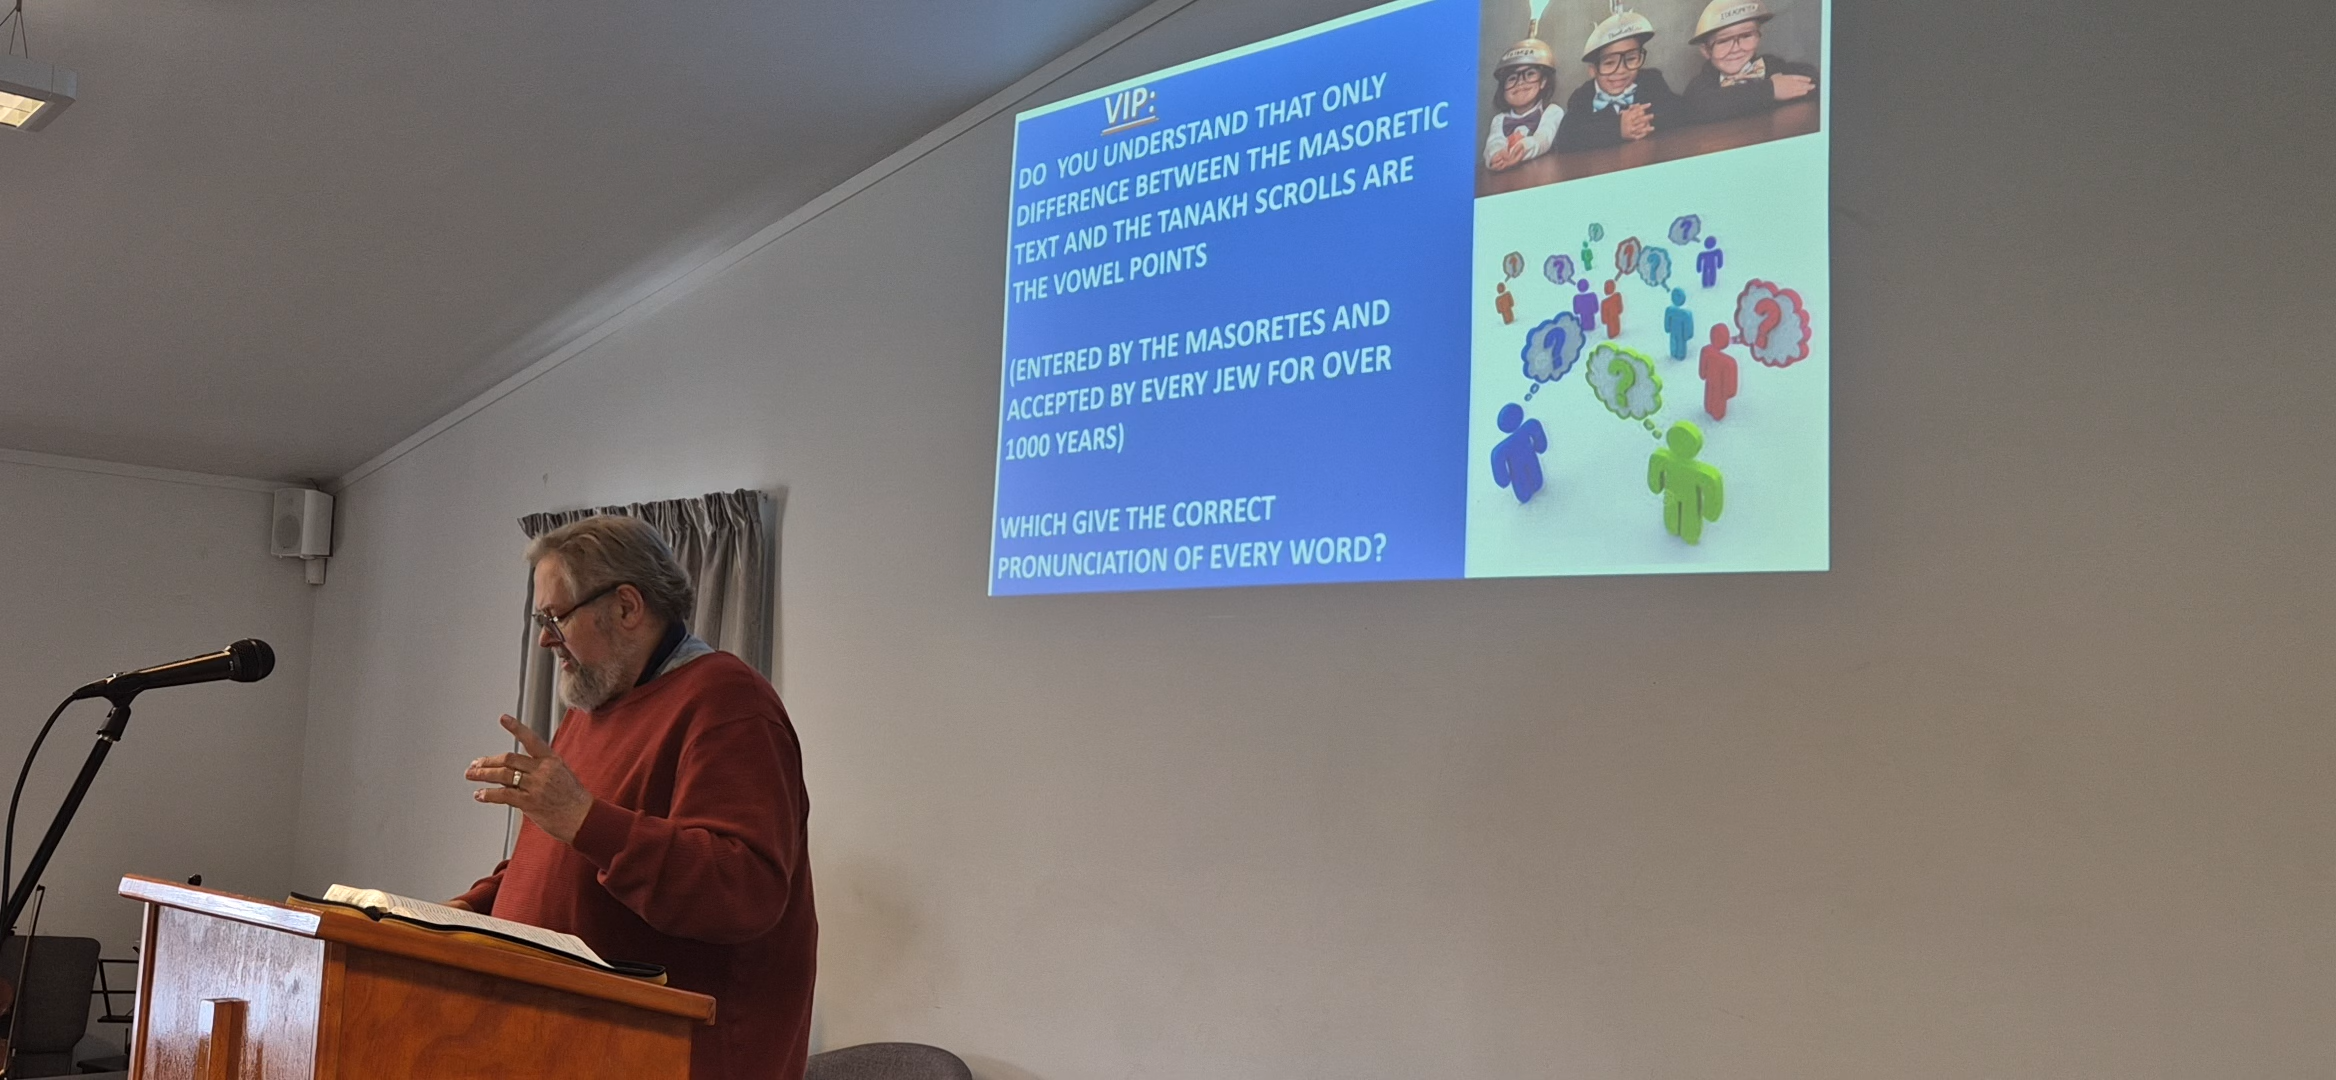 VIP:
DO YOU UNDERSTAND THAT ONLY
DIFFERENCE BETWEEN THE MASORETIC
TEXT AND THE TANAKH SCROLLS ARE
THE VOWEL POINTS
(ENTERED BY THE MASORETES AND
ACCEPTED BY EVERY JEW FOR OVER
1000 YEARS)
WHICH GIVE THE CORRECT
PRONUNCIATION OF EVERY WORD?
?
?
?
?
?
?
?
?
?